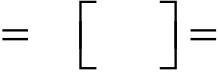 = [ ] =